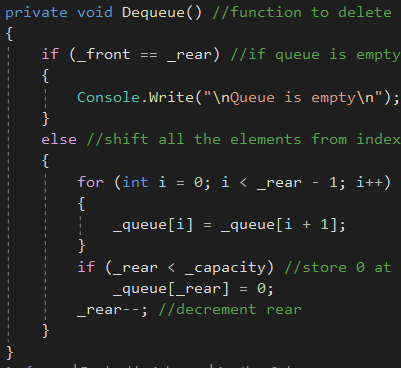 private void Dequeue() //function to delete
{
if (_front == _rear) //if queue is empty
{
Console.Write("\nQueue is empty\n");
}
else //shift all the elements from index
{
for (int i = 0; i < _rear - 1; i++)
{
_queue[i] = _queue[i + 1];
}
if (_rear < _capacity) //store 0 at
_queue[_rear] = 0;
_rear--; //decrement rear
}
}